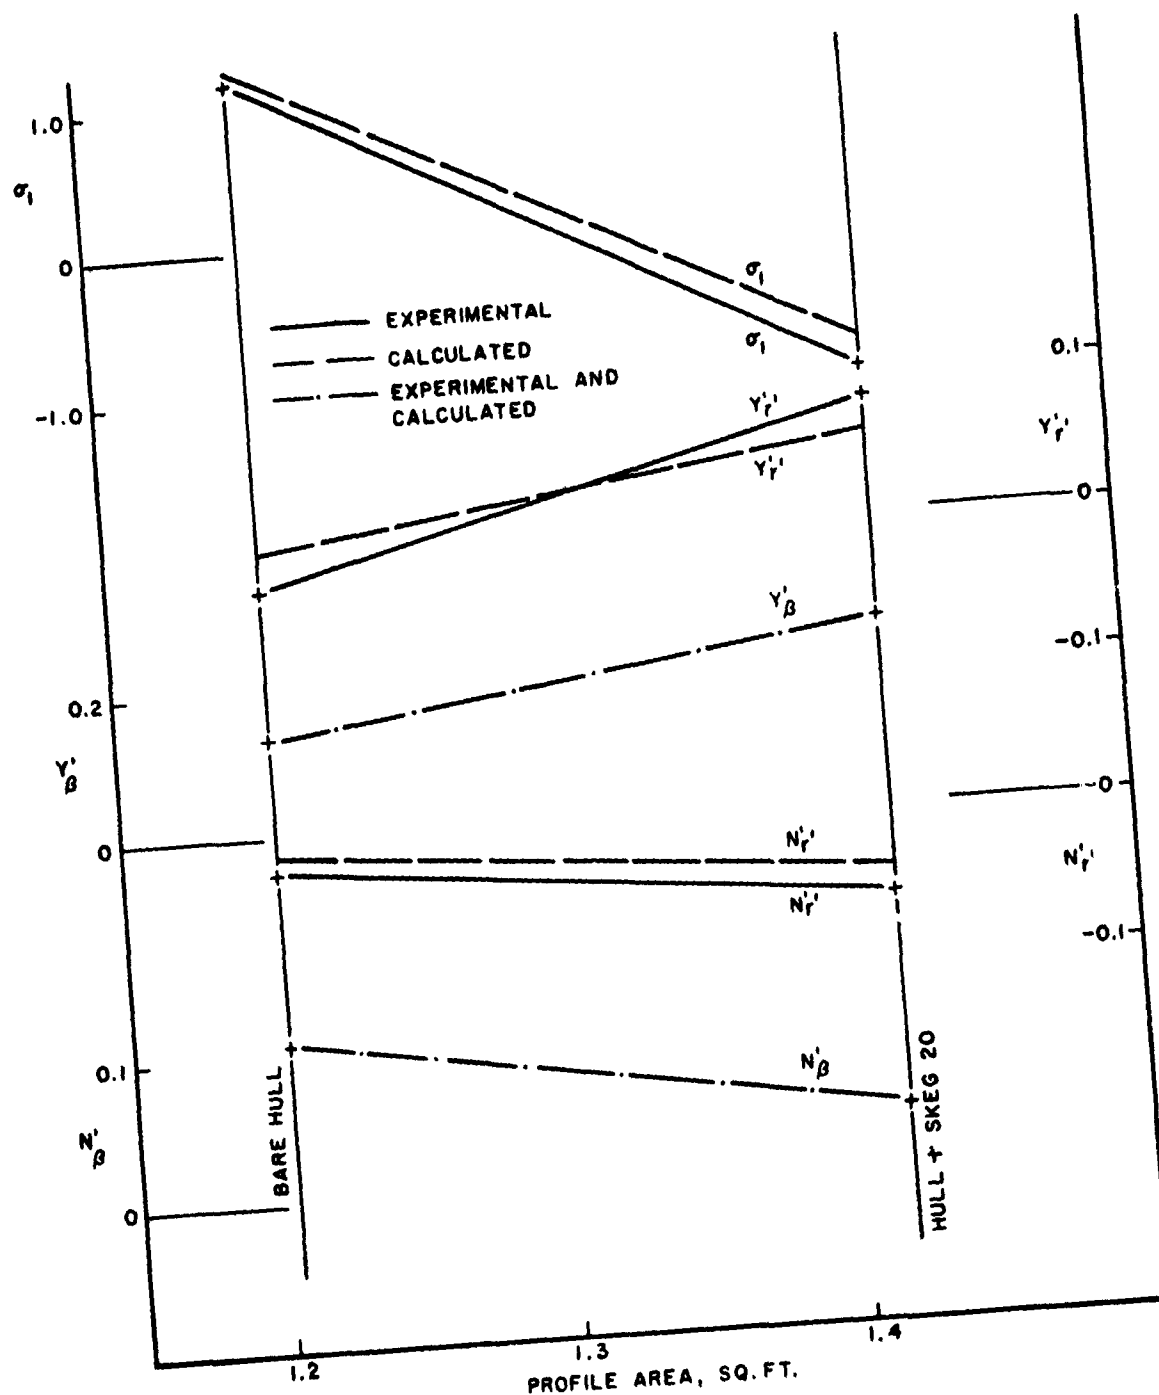 1.0
σ₁
0
-1.0
EXPERIMENTAL
CALCULATED
EXPERIMENTAL AND
CALCULATED
σ₁
σ₁
0.1
Y'r'
0
-0.1
Y'r'
Y'r'
Y'β
0.2
Y'β
0
-0
N'r'
-0.1
N'r'
N'r'
0.1
N'β
0
N'β
BARE HULL
HULL + SKEG 20
1.2
1.3
1.4
PROFILE AREA, SQ.FT.